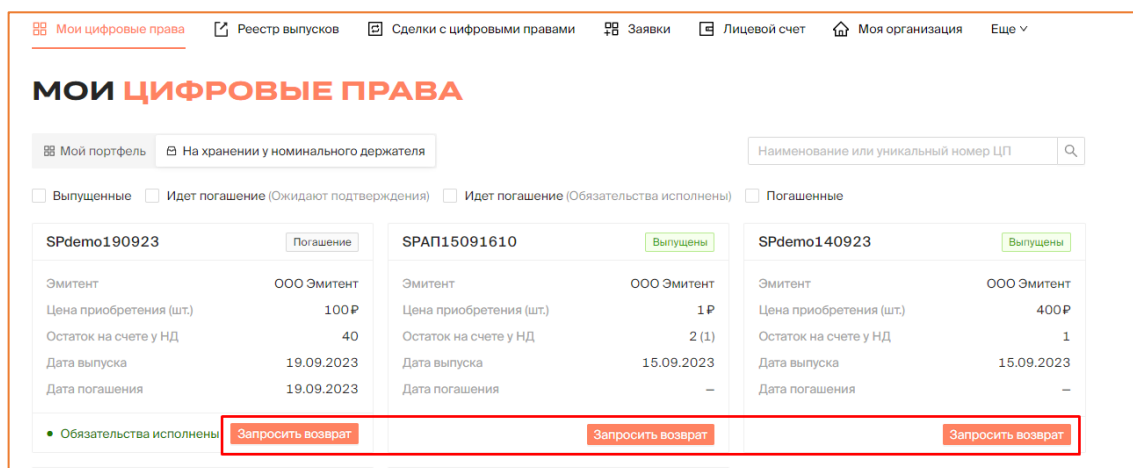 Мои цифровые права Реестр выпусков Сделки с цифровыми правами Заявки Лицевой счет Моя организация Еще
МОИ ЦИФРОВЫЕ ПРАВА
Мой портфель На хранении у номинального держателя Наименование или уникальный номер ЦП
Выпущенные Идет погашение (Ожидают подтверждения) Идет погашение (Обязательства исполнены) Погашенные
SPdemo190923 Погашение SPАП15091610 Выпущены SPdemo140923 Выпущены
Эмитент ООО Эмитент Эмитент ООО Эмитент Эмитент ООО Эмитент
Цена приобретения (шт.) 100 ₽ Цена приобретения (шт.) 1 ₽ Цена приобретения (шт.) 400 ₽
Остаток на счете у НД 40 Остаток на счете у НД 2 (1) Остаток на счете у НД 1
Дата выпуска 19.09.2023 Дата выпуска 15.09.2023 Дата выпуска 15.09.2023
Дата погашения 19.09.2023 Дата погашения – Дата погашения –
• Обязательства исполнены Запросить возврат Запросить возврат Запросить возврат